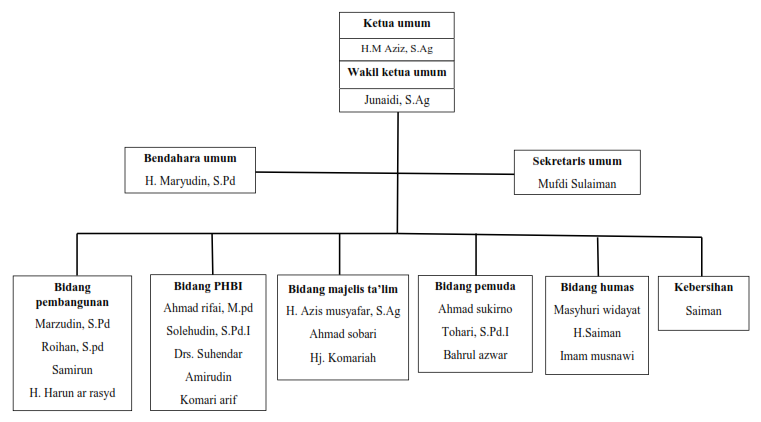 Ketua umum
H.M Aziz, S.Ag
Wakil ketua umum
Junaidi, S.Ag
Bendahara umum
H. Maryudin, S.Pd
Sekretaris umum
Mufdi Sulaiman
Bidang
pembangunan
Marzudin, S.Pd
Roihan, S.pd
Samirun
H. Harun ar rasyd
Bidang PHBI
Ahmad rifai, M.pd
Solehudin, S.Pd.I
Drs. Suhendar
Amirudin
Komari arif
Bidang majelis ta’lim
H. Azis musyafar, S.Ag
Ahmad sobari
Hj. Komariah
Bidang pemuda
Ahmad sukirno
Tohari, S.Pd.I
Bahrul azwar
Bidang humas
Masyhuri widayat
H.Saiman
Imam musnawi
Kebersihan
Saiman